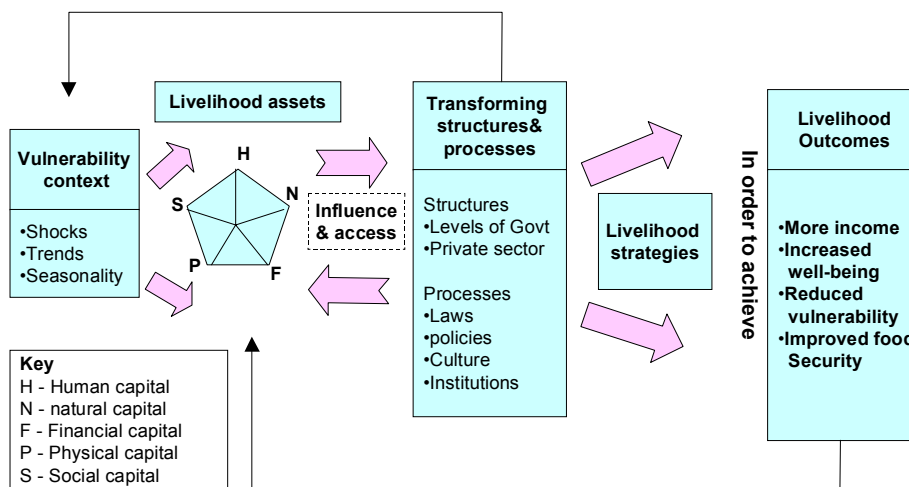 Livelihood assets
Vulnerability
context
•Shocks
•Trends
•Seasonality
H
N
F
P
S
Influence
& access
Transforming
structures&
processes
Structures
•Levels of Govt
•Private sector
Processes
•Laws
•policies
•Culture
•Institutions
Livelihood
strategies
In order to achieve
Livelihood
Outcomes
•More income
•Increased
well-being
•Reduced
vulnerability
•Improved food
Security
Key
H - Human capital
N - natural capital
F - Financial capital
P - Physical capital
S - Social capital